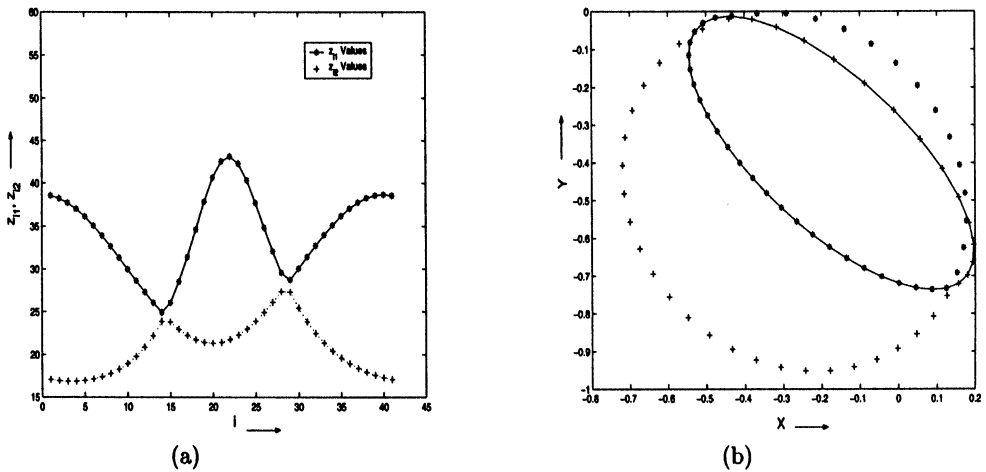 60
55
50
45
40
35
30
25
20
15
0 5 10 15 20 25 30 35 40 45
z_{i1}, z_{i2}
i
z_{i1} Values
z_{i2} Values
(a)
0
-0.1
-0.2
-0.3
-0.4
-0.5
-0.6
-0.7
-0.8
-0.9
-1
-0.8 -0.7 -0.6 -0.5 -0.4 -0.3 -0.2 -0.1 0 0.1 0.2
Y
X
(b)